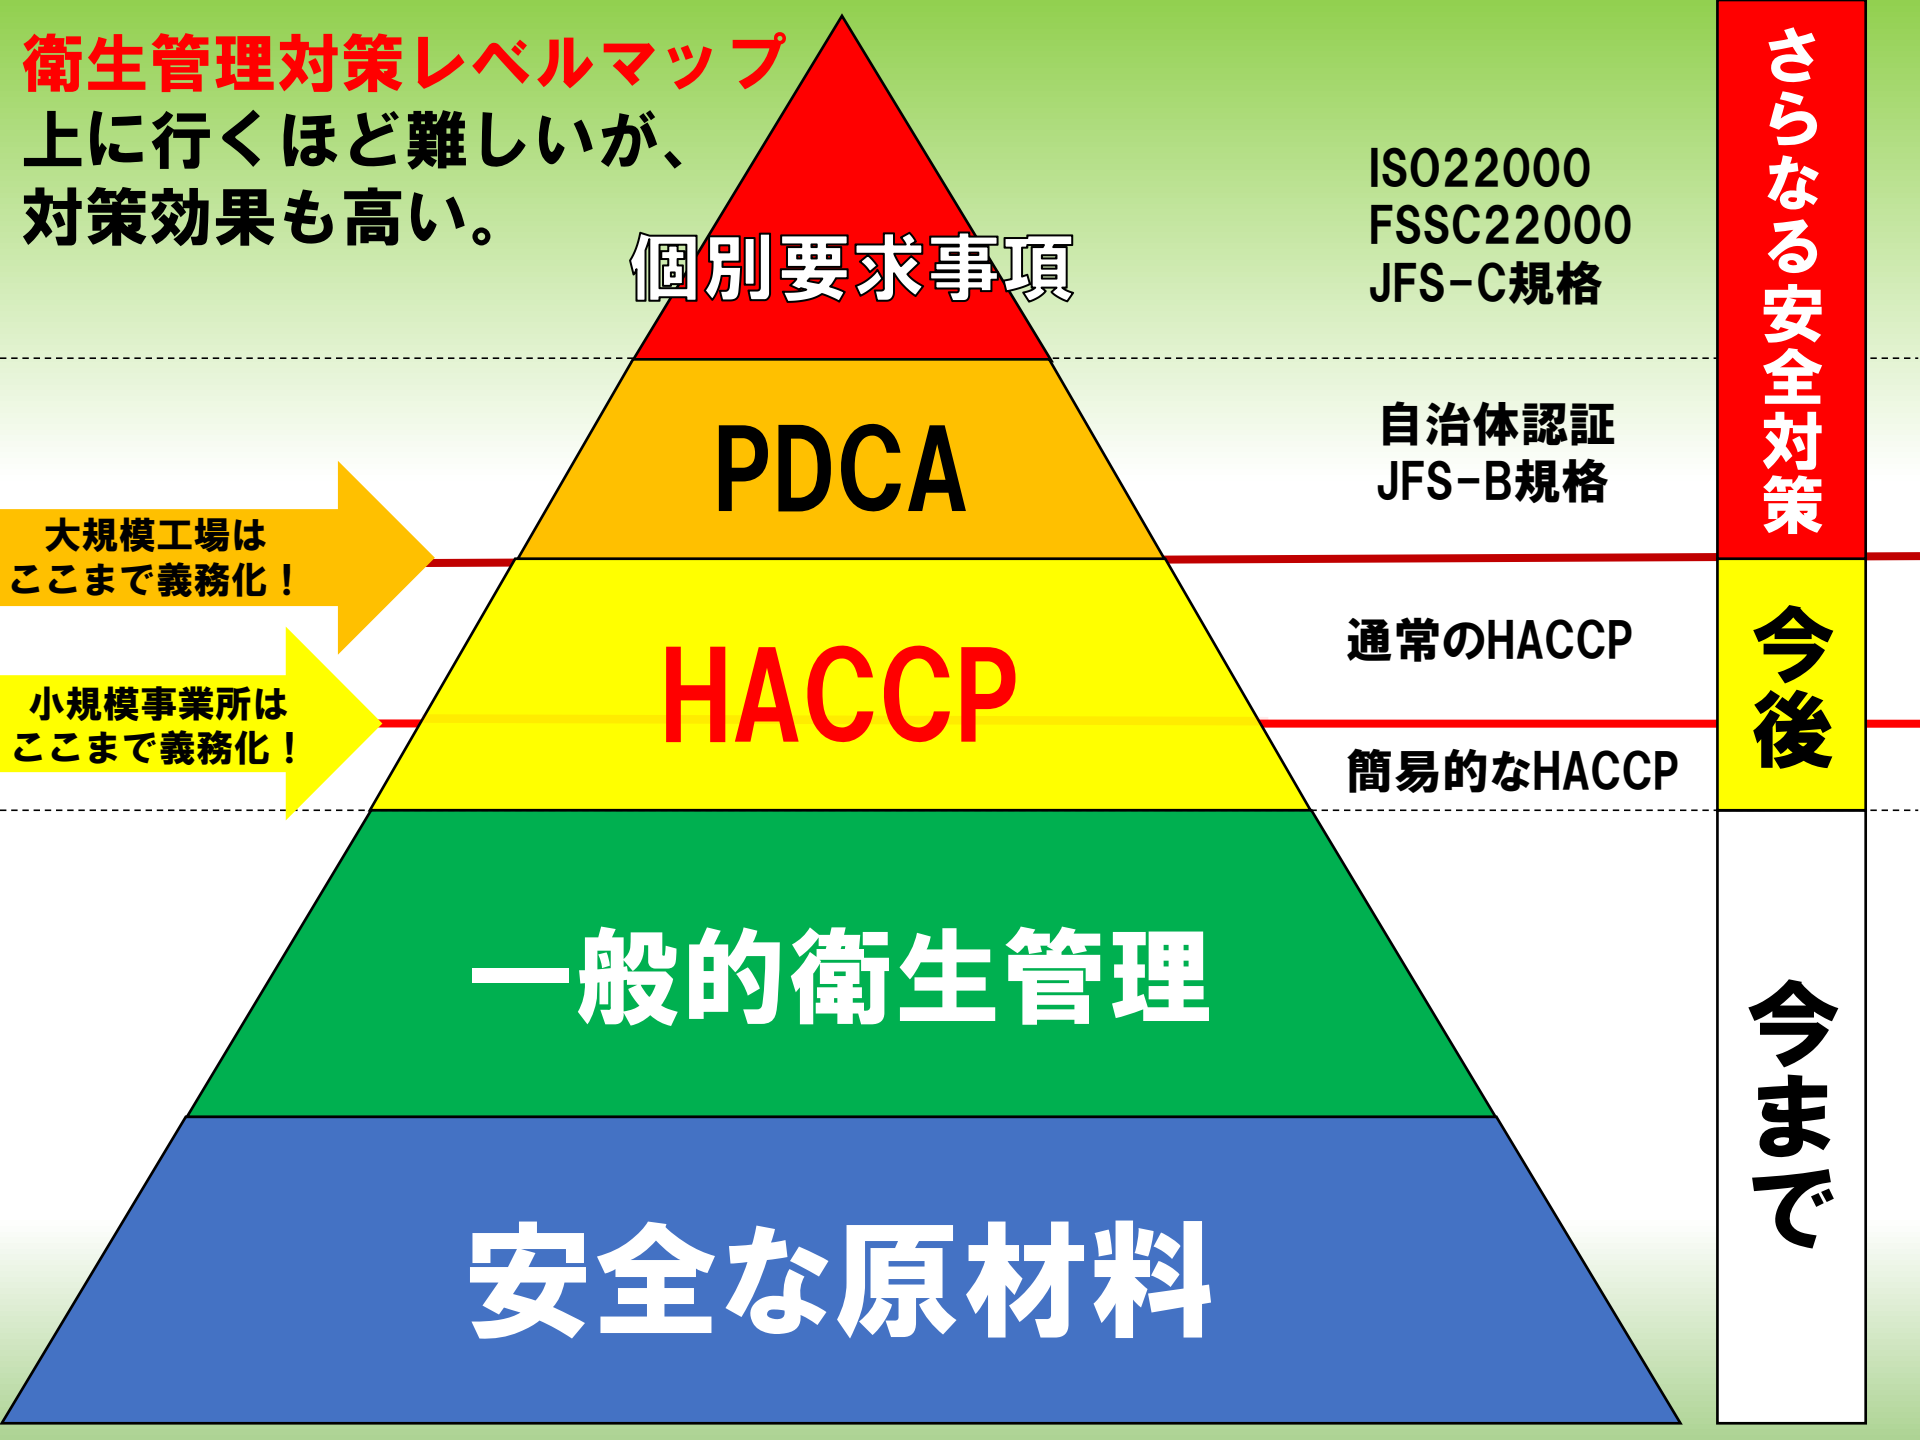 衛生管理対策レベルマップ
上に行くほど難しいが、
対策効果も高い。
個別要求事項
ISO22000
FSSC22000
JFS-C規格
PDCA
自治体認証
JFS-B規格
大規模工場は
ここまで義務化！
HACCP
通常のHACCP
小規模事業所は
ここまで義務化！
簡易的なHACCP
一般的衛生管理
安全な原材料
さらなる安全対策
今後
今まで